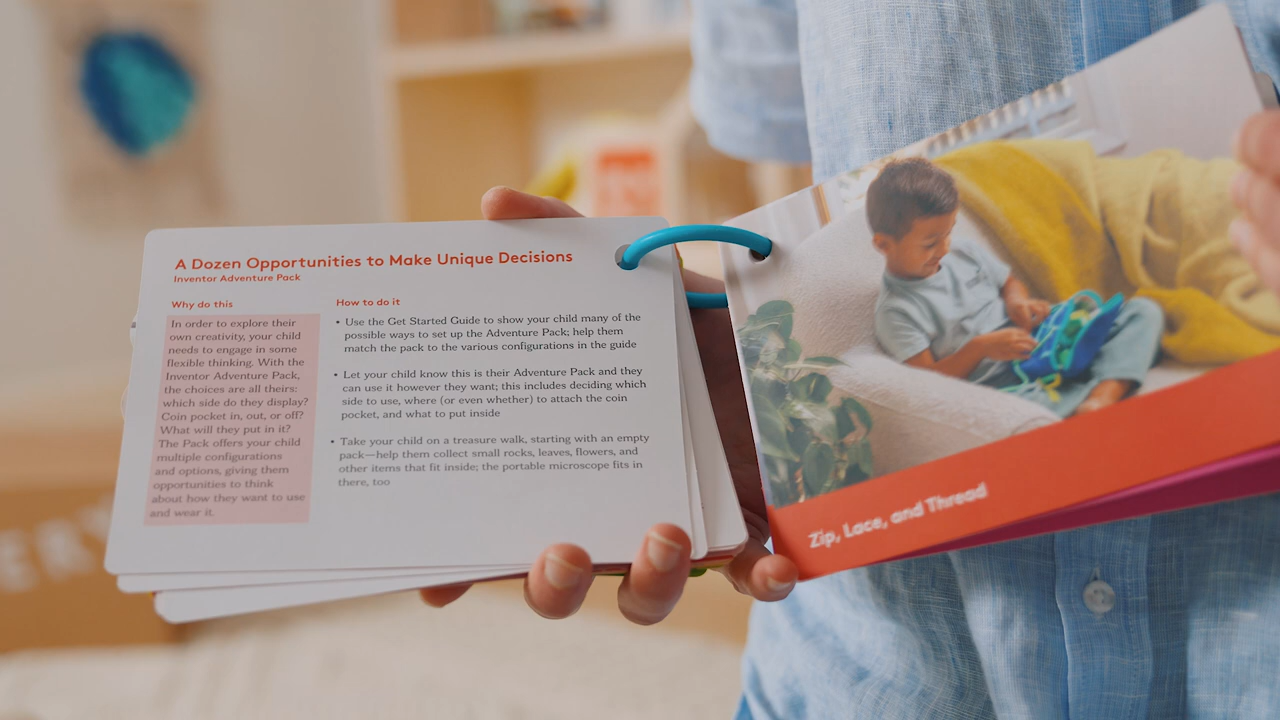 A Dozen Opportunities to Make Unique Decisions
Inventor Adventure Pack
Why do this
In order to explore their
own creativity, your child
needs to engage in some
flexible thinking. With the
Inventor Adventure Pack,
the choices are all theirs:
which side do they display?
Coin pocket in, out, or off?
What will they put in it?
The Pack offers your child
multiple configurations
and options, giving them
opportunities to think
about how they want to use
and wear it.
How to do it
• Use the Get Started Guide to show your child many of the
possible ways to set up the Adventure Pack; help them
match the pack to the various configurations in the guide
• Let your child know this is their Adventure Pack and they
can use it however they want; this includes deciding which
side to use, where (or even whether) to attach the coin
pocket, and what to put inside
• Take your child on a treasure walk, starting with an empty
pack—help them collect small rocks, leaves, flowers, and
other items that fit inside; the portable microscope fits in
there, too
Zip, Lace, and Thread